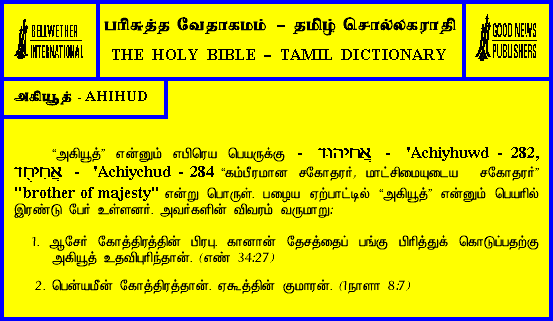 BELLWETHER
INTERNATIONAL
பரிசுத்த வேதாகமம் – தமிழ் சொல்லகராதி
THE HOLY BIBLE – TAMIL DICTIONARY
GOOD NEWS
PUBLISHERS
அகியூத் - AHIHUD
“அகியூத்” என்னும் எபிரெய பெயருக்கு - אֲחִיהוּד - 'Achiyhuwd - 282,
אֲחִיחֻד - 'Achiychud - 284 “கம்பீரமான சகோதரர், மாட்சிமையுடைய சகோதரர்”
"brother of majesty" என்று பொருள். பழைய ஏற்பாட்டில் “அகியூத்” என்னும் பெயரில்
இரண்டு பேர் உள்ளனர். அவர்களின் விவரம் வருமாறு:
1. ஆசேர் கோத்திரத்தின் பிரபு. கானான் தேசத்தைப் பங்கு பிரித்துக் கொடுப்பதற்கு
அகியூத் உதவிபுரிந்தான். (எண் 34:27)
2. பென்யமீன் கோத்திரத்தான். ஏகூத்தின் குமாரன். (1நாளா 8:7)